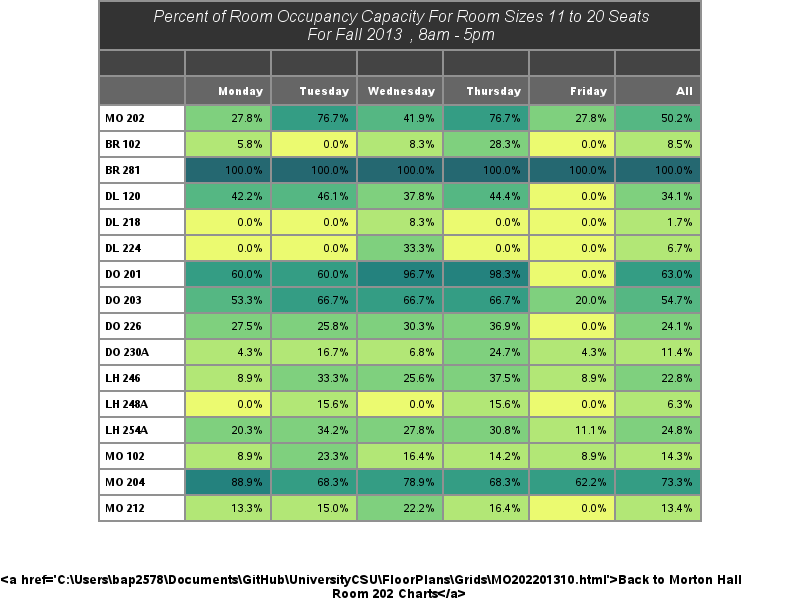 Percent of Room Occupancy Capacity For Room Sizes 11 to 20 Seats
For Fall 2013 , 8am - 5pm
Monday Tuesday Wednesday Thursday Friday All
MO 202 27.8% 76.7% 41.9% 76.7% 27.8% 50.2%
BR 102 5.8% 0.0% 8.3% 28.3% 0.0% 8.5%
BR 281 100.0% 100.0% 100.0% 100.0% 100.0% 100.0%
DL 120 42.2% 46.1% 37.8% 44.4% 0.0% 34.1%
DL 218 0.0% 0.0% 8.3% 0.0% 0.0% 1.7%
DL 224 0.0% 0.0% 33.3% 0.0% 0.0% 6.7%
DO 201 60.0% 60.0% 96.7% 98.3% 0.0% 63.0%
DO 203 53.3% 66.7% 66.7% 66.7% 20.0% 54.7%
DO 226 27.5% 25.8% 30.3% 36.9% 0.0% 24.1%
DO 230A 4.3% 16.7% 6.8% 24.7% 4.3% 11.4%
LH 246 8.9% 33.3% 25.6% 37.5% 8.9% 22.8%
LH 248A 0.0% 15.6% 0.0% 15.6% 0.0% 6.3%
LH 254A 20.3% 34.2% 27.8% 30.8% 11.1% 24.8%
MO 102 8.9% 23.3% 16.4% 14.2% 8.9% 14.3%
MO 204 88.9% 68.3% 78.9% 68.3% 62.2% 73.3%
MO 212 13.3% 15.0% 22.2% 16.4% 0.0% 13.4%
<a href='C:\Users\bap2578\Documents\GitHub\UniversityCSU\FloorPlans\Grids\MO202201310.html'>Back to Morton Hall
Room 202 Charts</a>